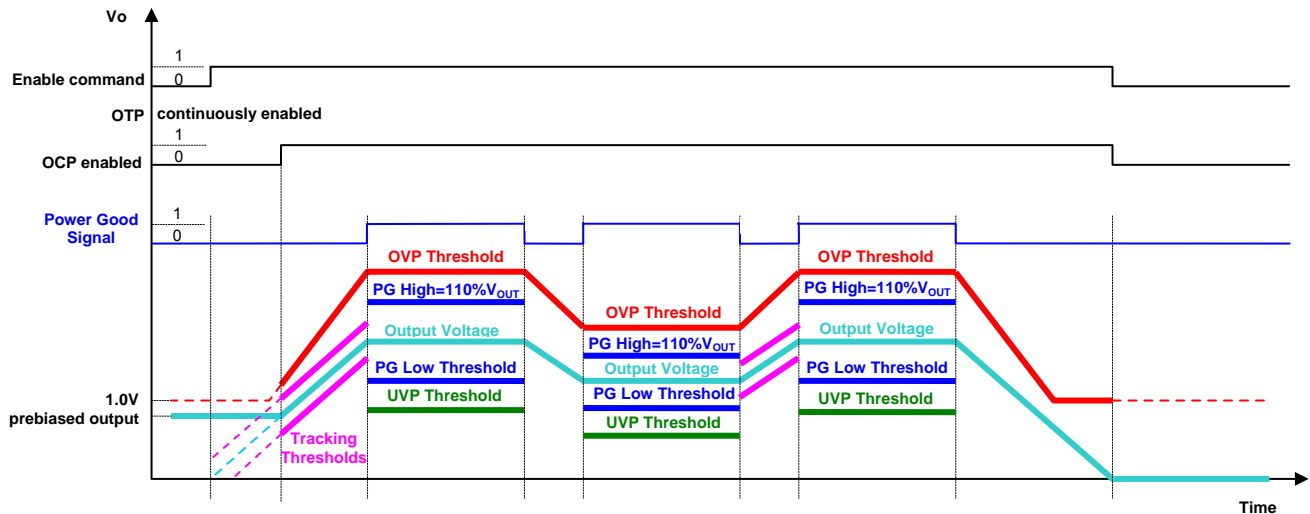 Vo
1
Enable command
0
OTP continuously enabled
1
OCP enabled
0
Power Good
Signal
1
0
OVP Threshold
OVP Threshold
PG High=110%VOUT
PG High=110%VOUT
OVP Threshold
Output Voltage
Output Voltage
PG High=110%VOUT
PG Low Threshold
Output Voltage
PG Low Threshold
UVP Threshold
PG Low Threshold
UVP Threshold
UVP Threshold
1.0V
prebiased output
Tracking
Thresholds
Time